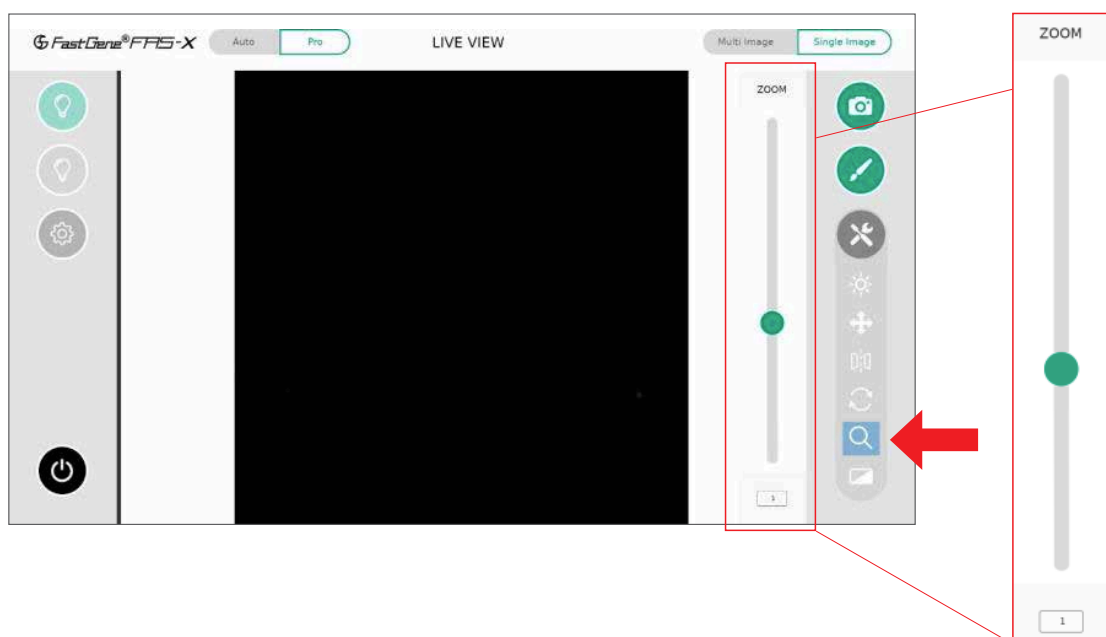 FastGene® FAS-X
Auto Pro
LIVE VIEW
Multi Image Single Image
ZOOM
1
ZOOM
1